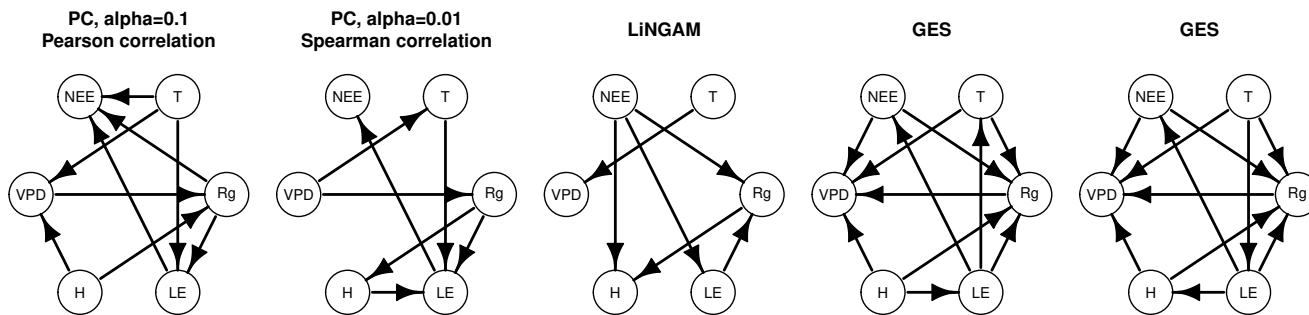 PC, alpha=0.1
Pearson correlation
NEE
T
VPD
Rg
H
LE
PC, alpha=0.01
Spearman correlation
NEE
T
VPD
Rg
H
LE
LiNGAM
NEE
T
VPD
Rg
H
LE
GES
NEE
T
VPD
Rg
H
LE
GES
NEE
T
VPD
Rg
H
LE